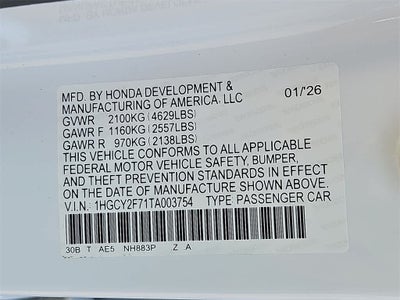 MFD. BY HONDA DEVELOPMENT &
MANUFACTURING OF AMERICA, LLC 01/'26
GVWR 2100KG (4629LBS)
GAWR F 1160KG (2557LBS)
GAWR R 970KG (2138LBS)
THIS VEHICLE CONFORMS TO ALL APPLICABLE
FEDERAL MOTOR VEHICLE SAFETY, BUMPER,
AND THEFT PREVENTION STANDARDS IN EFFECT
ON THE DATE OF MANUFACTURE SHOWN ABOVE.
V.I.N.: 1HGCY2F71TA003754 TYPE PASSENGER CAR
30B T AE5 NH883P Z A